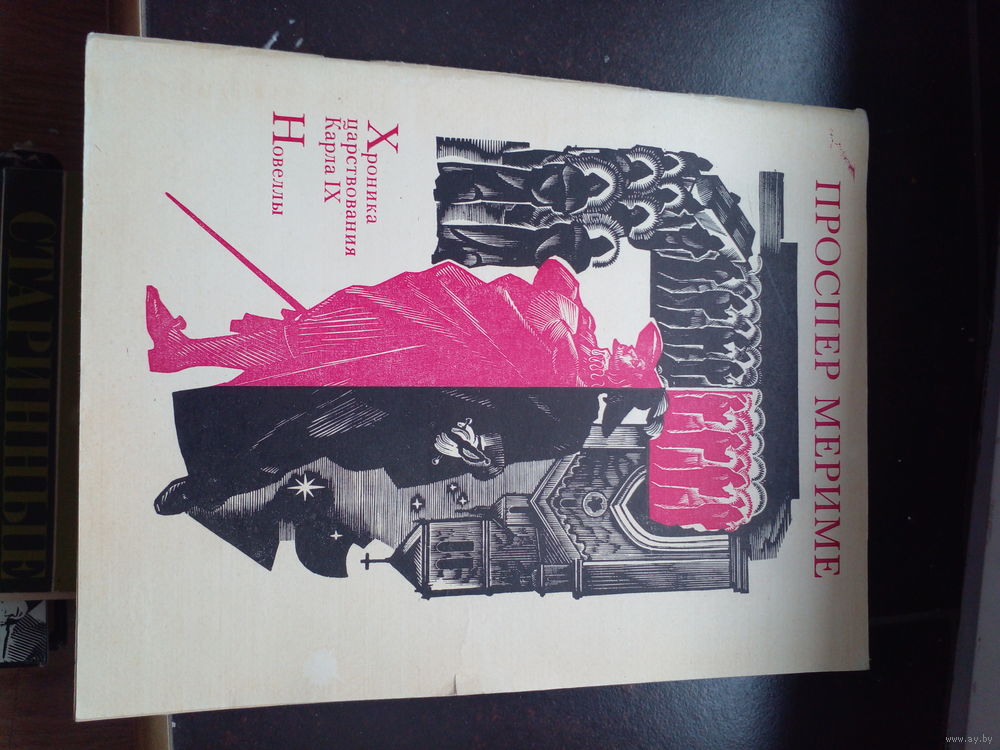 ПРОСПЕР МЕРИМЕ
Хроника
царствования
Карла IX
Новеллы
СТАРИННЫЕ
www.ay.by